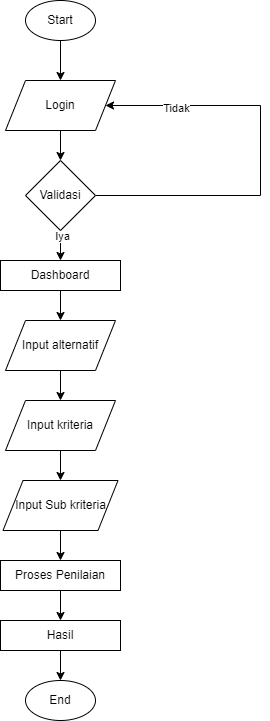 Start
Login
Tidak
Validasi
Iya
Dashboard
Input alternatif
Input kriteria
Input Sub kriteria
Proses Penilaian
Hasil
End